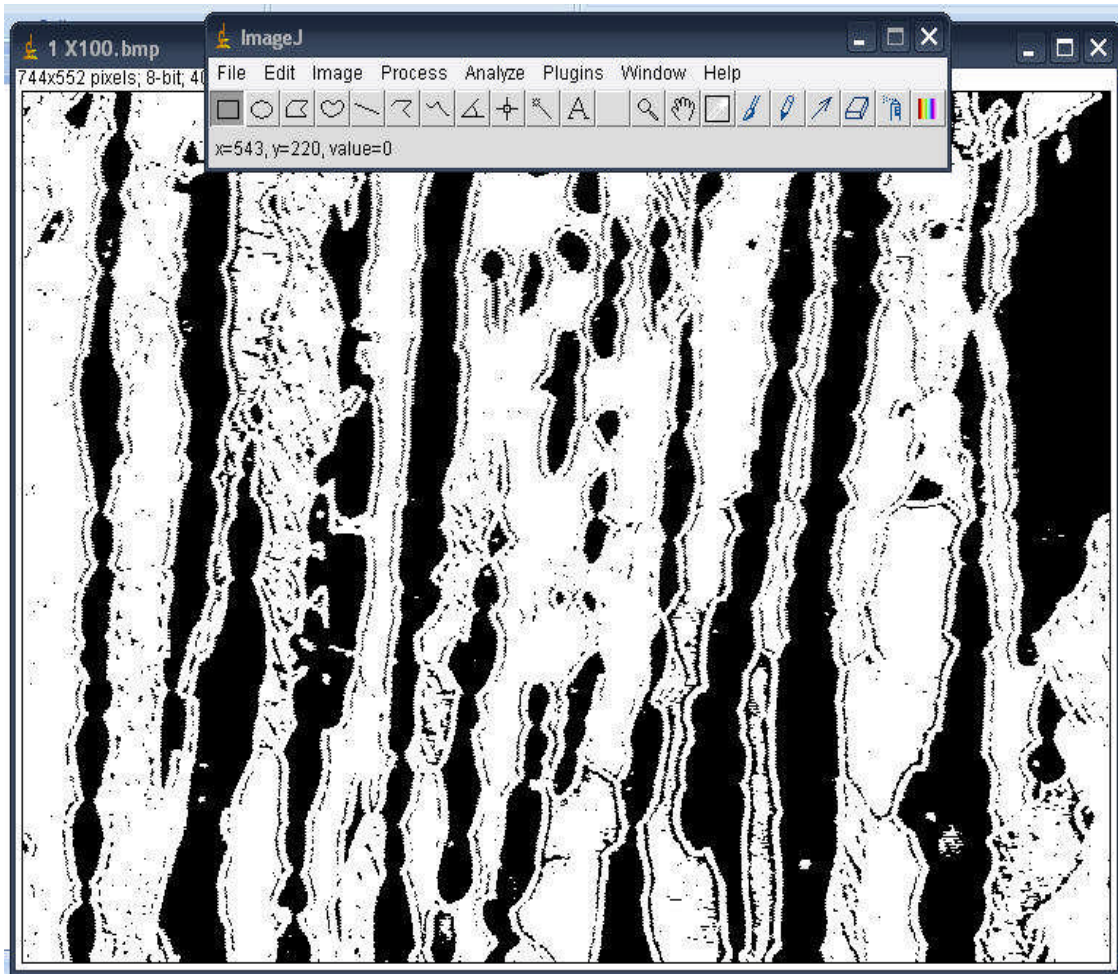 1 X100.bmp
ImageJ
744x552 pixels; 8-bit; 40
File Edit Image Process Analyze Plugins Window Help
A
x=543, y=220, value=0